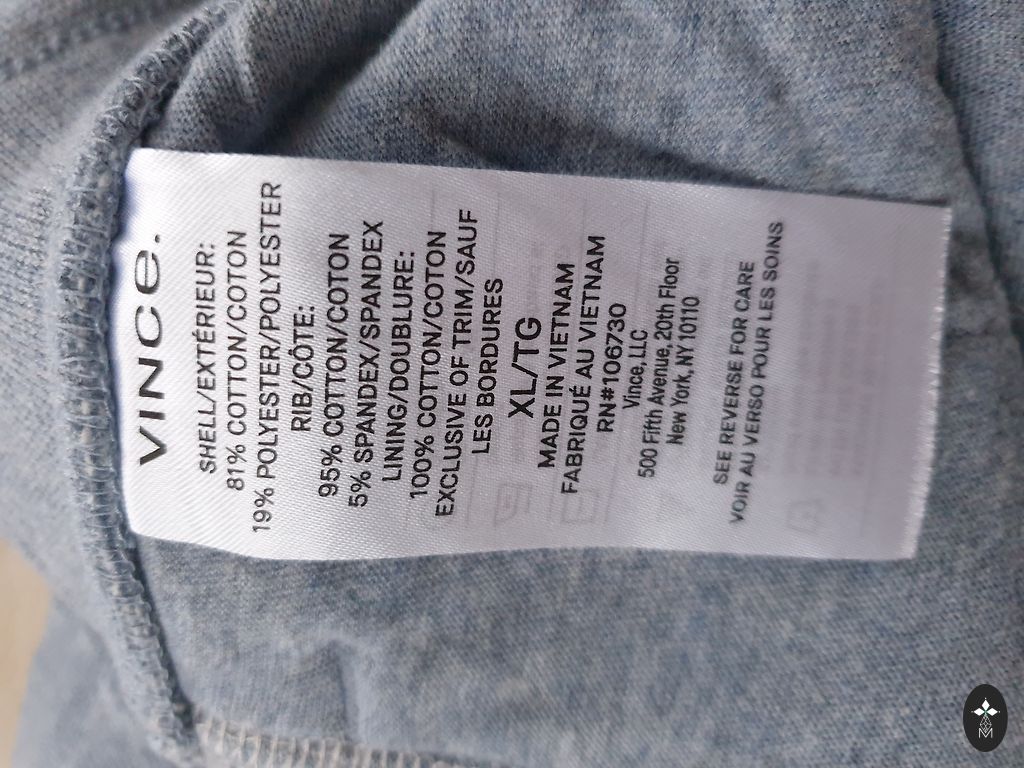 VINCE.
SHELL/EXTÉRIEUR:
81% COTTON/COTON
19% POLYESTER/POLYESTER
RIB/CÔTE:
95% COTTON/COTON
5% SPANDEX/SPANDEX
LINING/DOUBLURE:
100% COTTON/COTON
EXCLUSIVE OF TRIM/SAUF
LES BORDURES
XL/TG
MADE IN VIETNAM
FABRIQUÉ AU VIETNAM
RN#106730
Vince, LLC
500 Fifth Avenue, 20th Floor
New York, NY 10110
SEE REVERSE FOR CARE
VOIR AU VERSO POUR LES SOINS
M